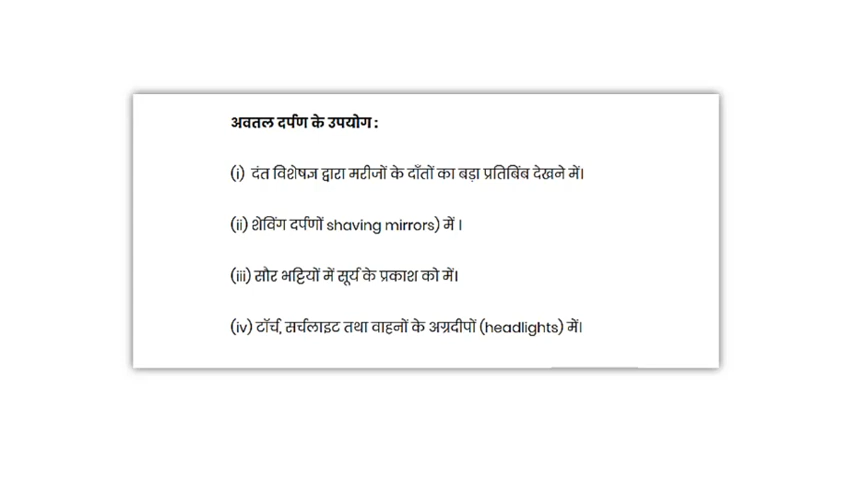 अवतल दर्पण के उपयोग :
(i) दंत विशेषज्ञ द्वारा मरीजों के दाँतों का बड़ा प्रतिबिंब देखने में।
(ii) शेविंग दर्पणों shaving mirrors) में ।
(iii) सौर भट्टियों में सूर्य के प्रकाश को में।
(iv) टॉर्च, सर्चलाइट तथा वाहनों के अग्रदीपों (headlights) में।